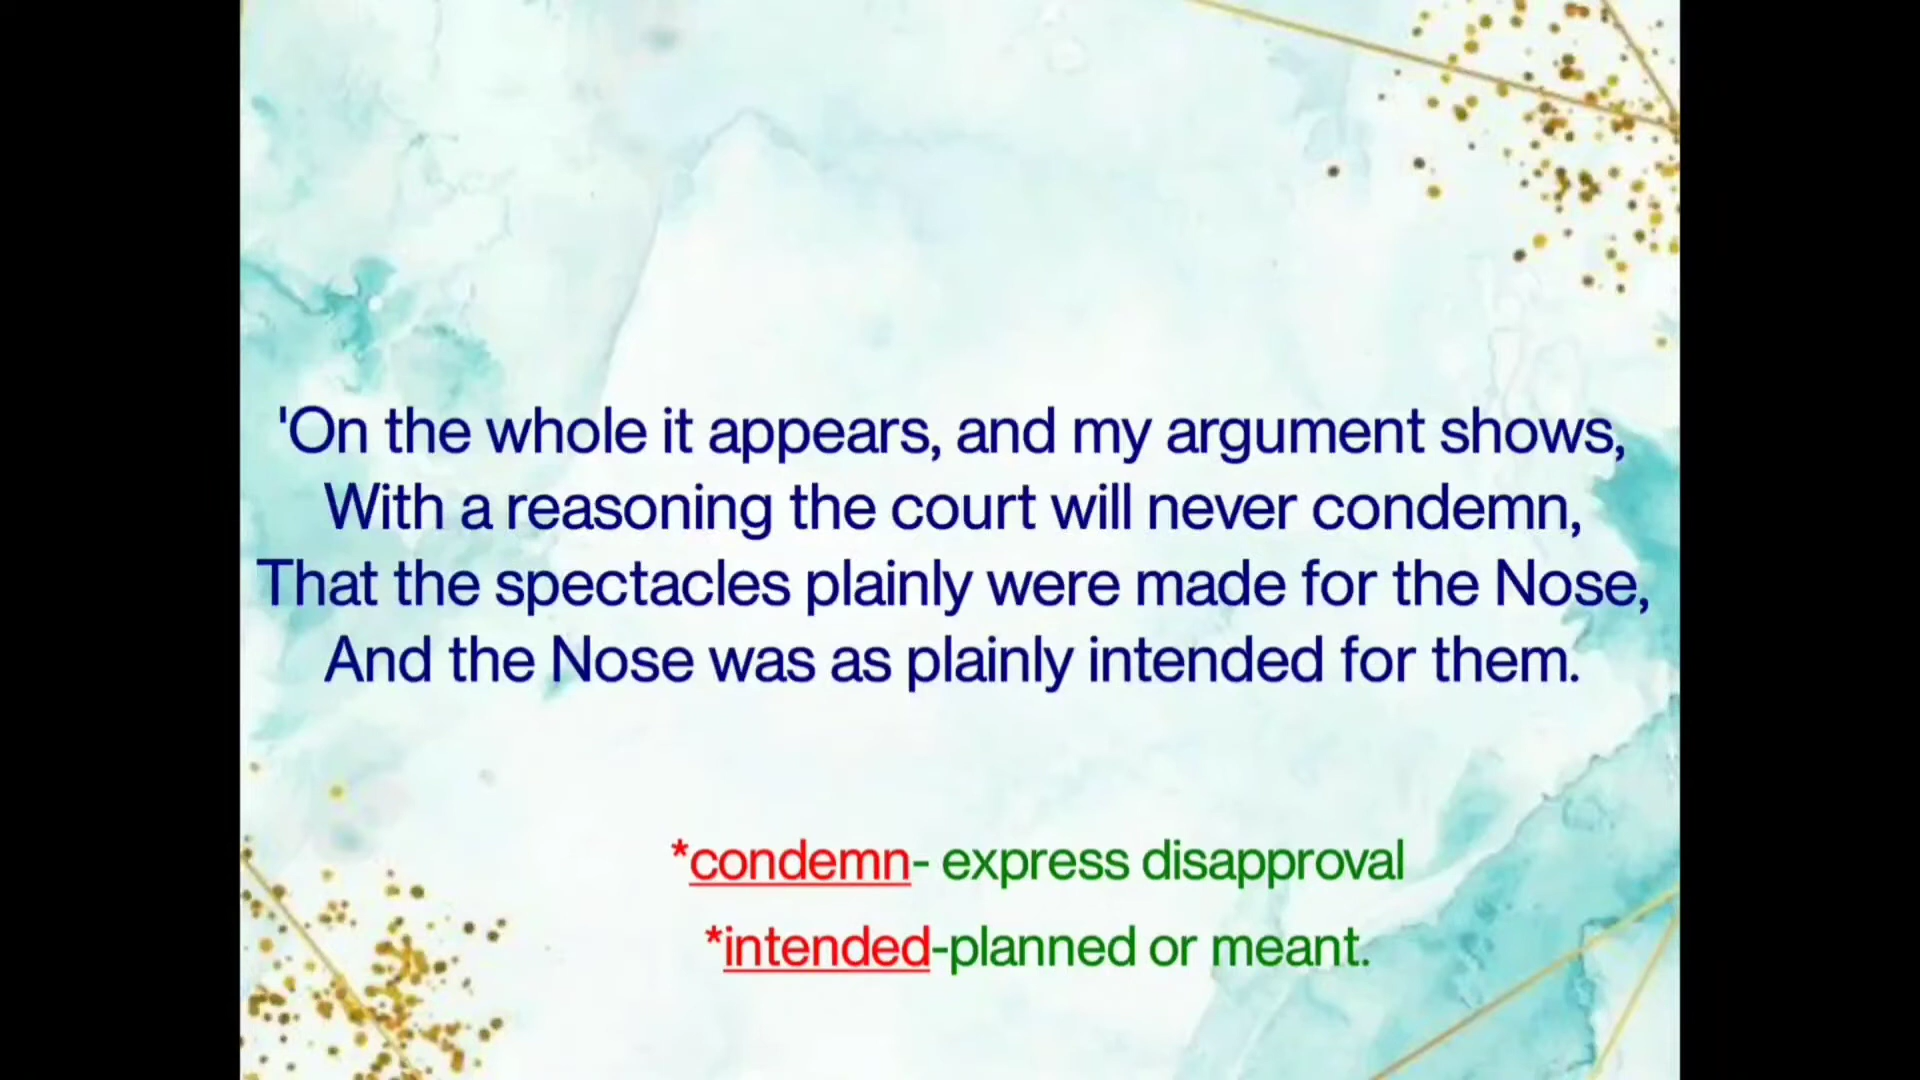 'On the whole it appears, and my argument shows,
With a reasoning the court will never condemn,
That the spectacles plainly were made for the Nose,
And the Nose was as plainly intended for them.
*condemn- express disapproval
*intended-planned or meant.